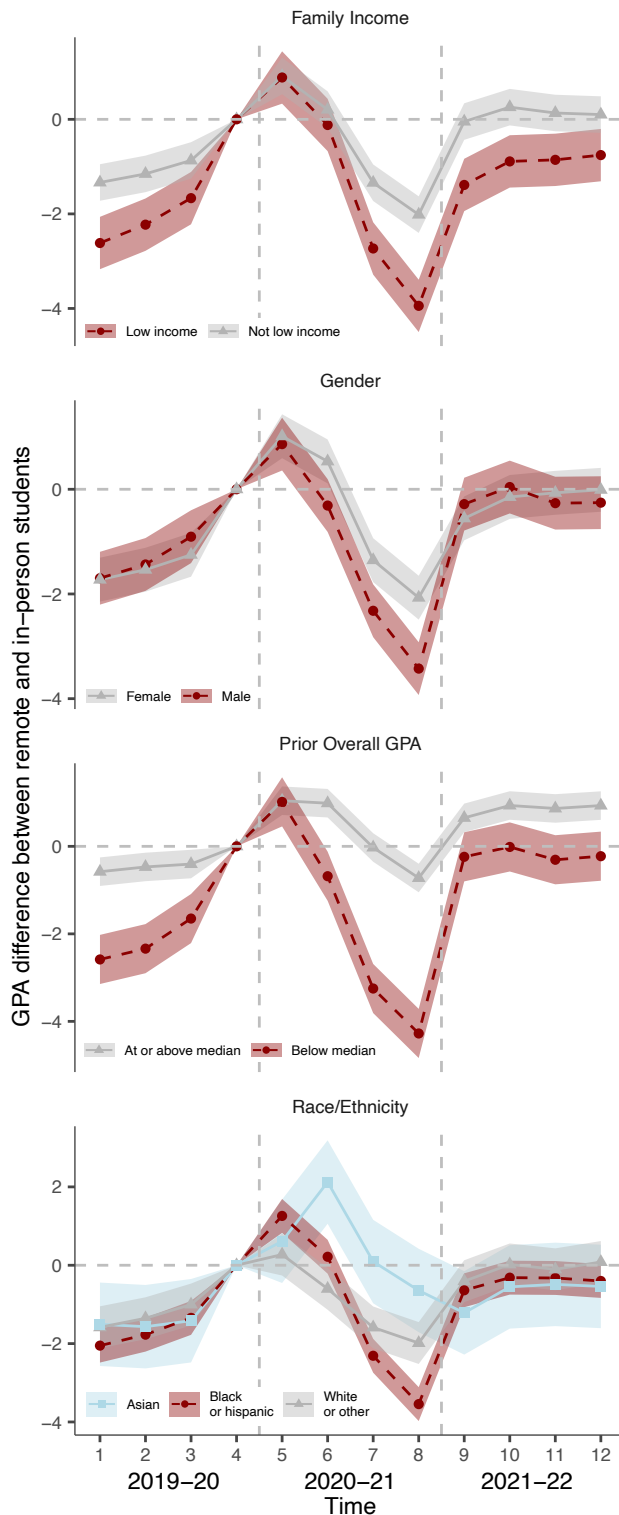 Family Income
0
−2
−4
Low income
Not low income
Gender
0
−2
−4
Female
Male
Prior Overall GPA
0
−2
−4
At or above median
Below median
Race/Ethnicity
2
0
−2
−4
Asian
Black
or hispanic
White
or other
1 2 3 4 5 6 7 8 9 10 11 12
2019−20 2020−21 2021−22
Time
GPA difference between remote and in−person students